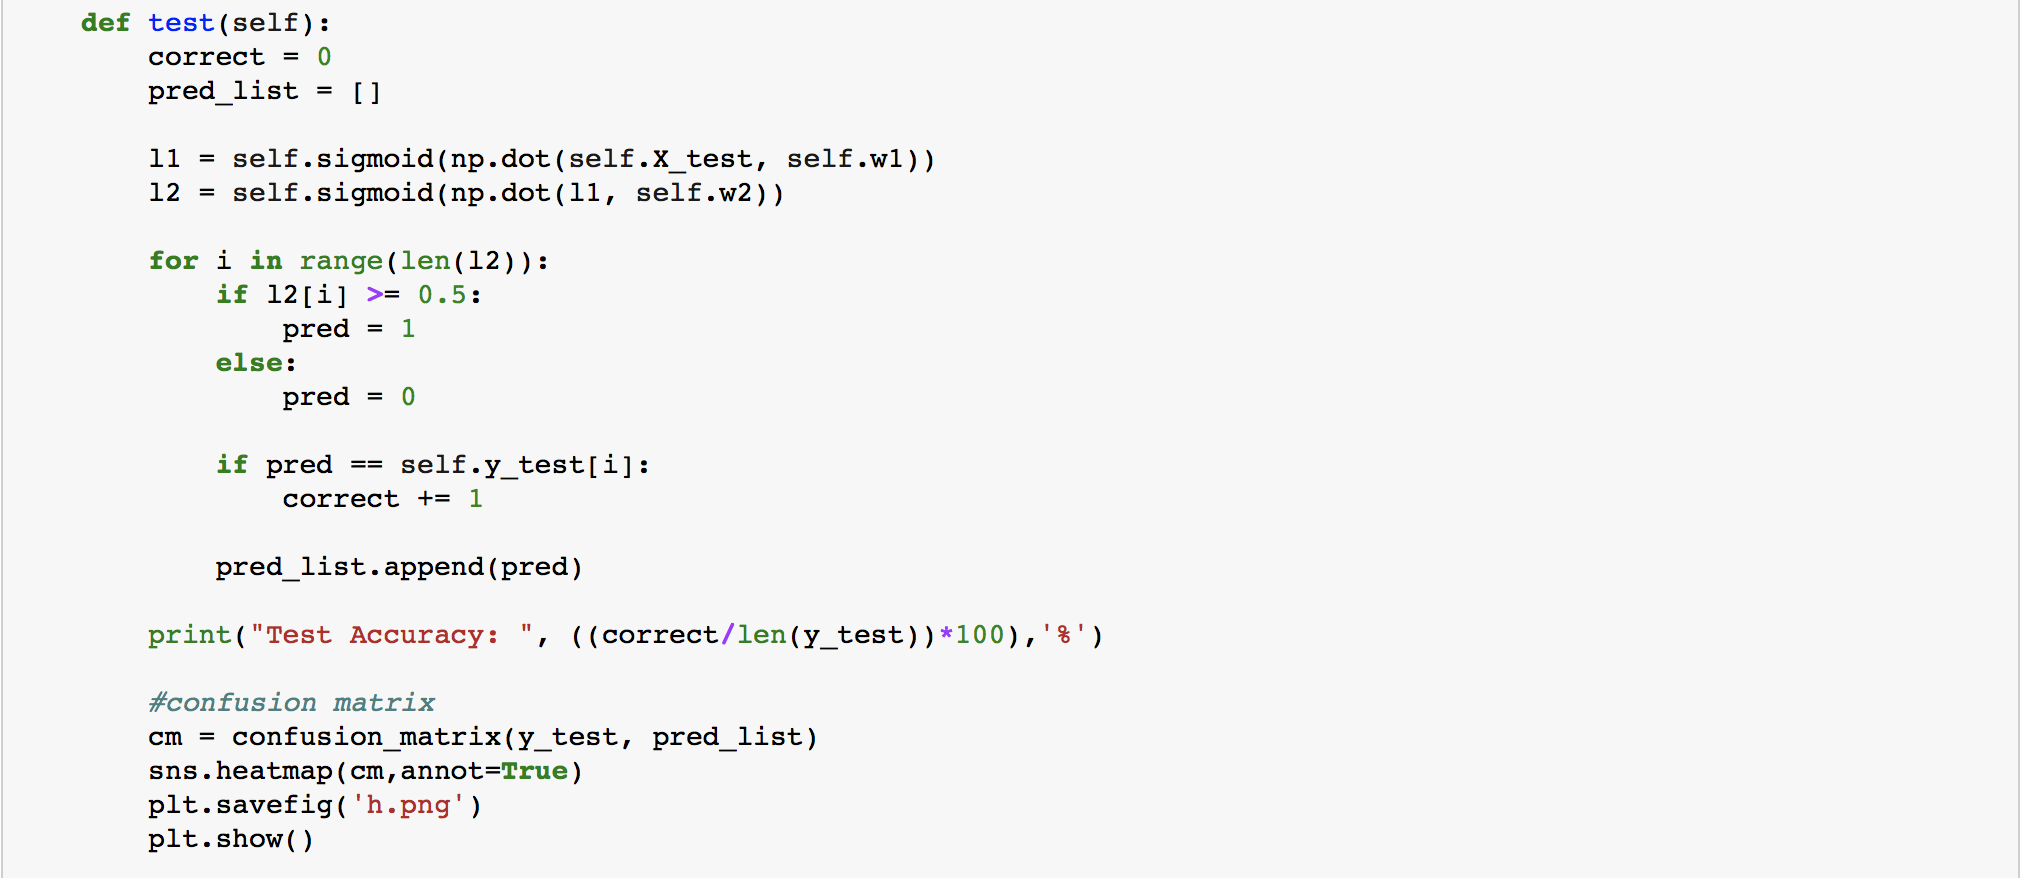 def test(self):
    correct = 0
    pred_list = []

    l1 = self.sigmoid(np.dot(self.X_test, self.w1))
    l2 = self.sigmoid(np.dot(l1, self.w2))

    for i in range(len(l2)):
        if l2[i] >= 0.5:
            pred = 1
        else:
            pred = 0

        if pred == self.y_test[i]:
            correct += 1

        pred_list.append(pred)

    print("Test Accuracy: ", ((correct/len(y_test))*100),'%')

    #confusion matrix
    cm = confusion_matrix(y_test, pred_list)
    sns.heatmap(cm,annot=True)
    plt.savefig('h.png')
    plt.show()